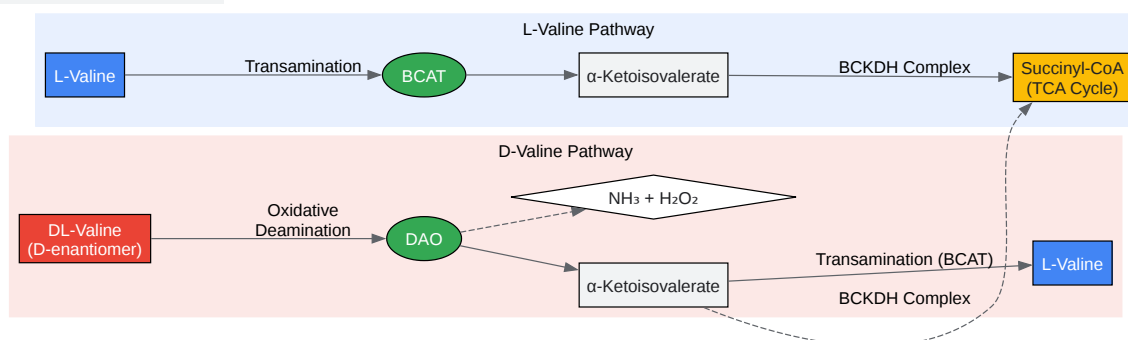 L-Valine Pathway
L-Valine
Transamination
BCAT
α-Ketoisovalerate
BCKDH Complex
Succinyl-CoA
(TCA Cycle)
D-Valine Pathway
DL-Valine
(D-enantiomer)
Oxidative
Deamination
DAO
NH₃ + H₂O₂
α-Ketoisovalerate
Transamination (BCAT)
BCKDH Complex
L-Valine